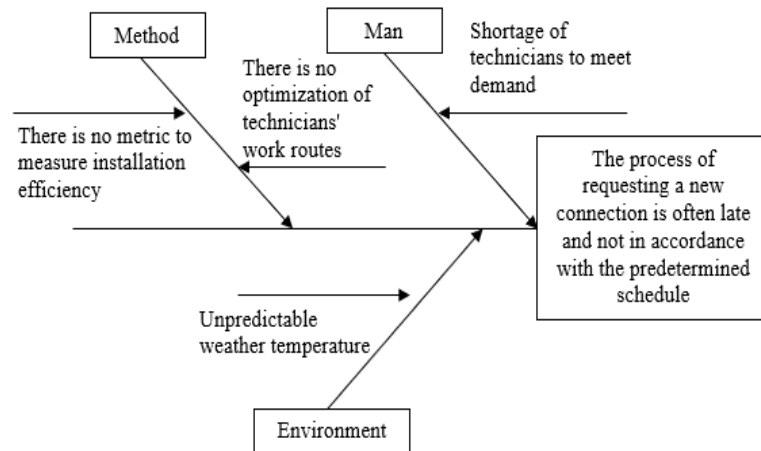 Method
Man
Shortage of
technicians to meet
demand
There is no
optimization of
technicians'
work routes
There is no metric to
measure installation
efficiency
The process of
requesting a new
connection is often late
and not in accordance
with the predetermined
schedule
Unpredictable
weather temperature
Environment